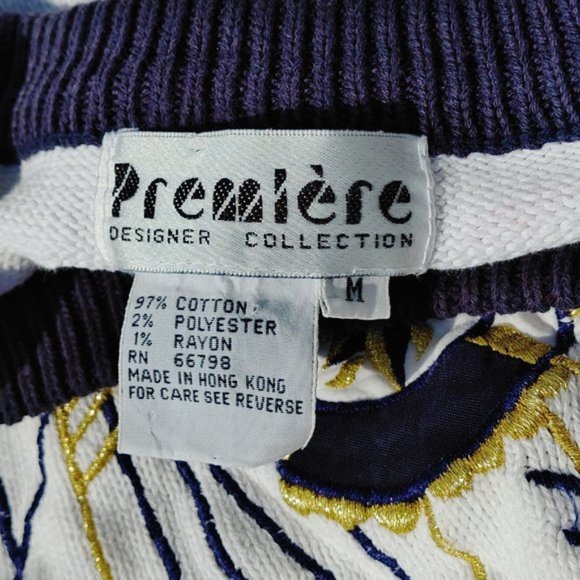 Première
DESIGNER COLLECTION
M
97% COTTON
2% POLYESTER
1% RAYON
RN 66798
MADE IN HONG KONG
FOR CARE SEE REVERSE